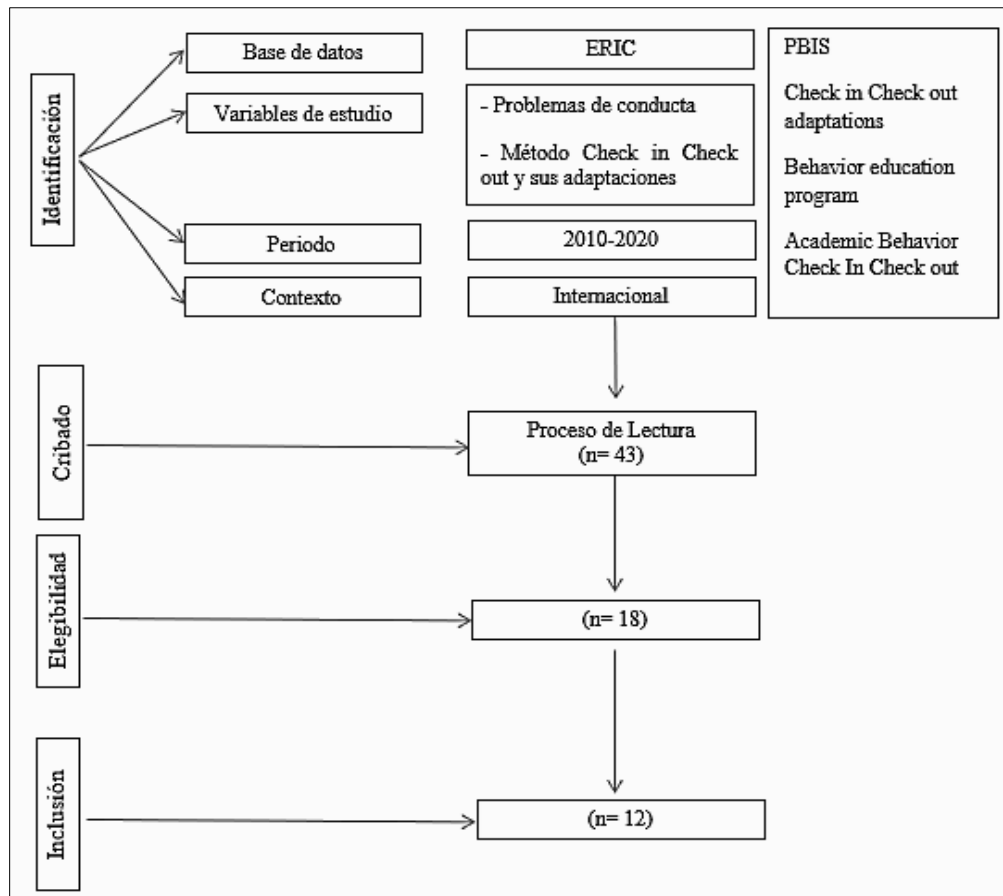 Identificación
Base de datos
Variables de estudio
Periodo
Contexto
ERIC
- Problemas de conducta
- Método Check in Check
out y sus adaptaciones
2010-2020
Internacional
PBIS
Check in Check out
adaptations
Behavior education
program
Academic Behavior
Check In Check out
Cribado
Proceso de Lectura
(n= 43)
Elegibilidad
(n= 18)
Inclusión
(n= 12)